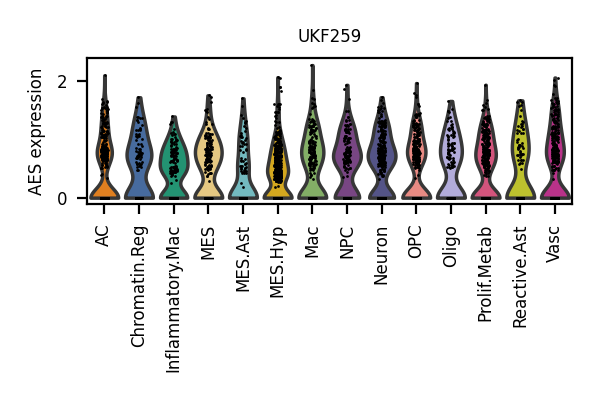 UKF259
AES expression
2
0
AC
Chromatin.Reg
Inflammatory.Mac
MES
MES.Ast
MES.Hyp
Mac
NPC
Neuron
OPC
Oligo
Prolif.Metab
Reactive.Ast
Vasc